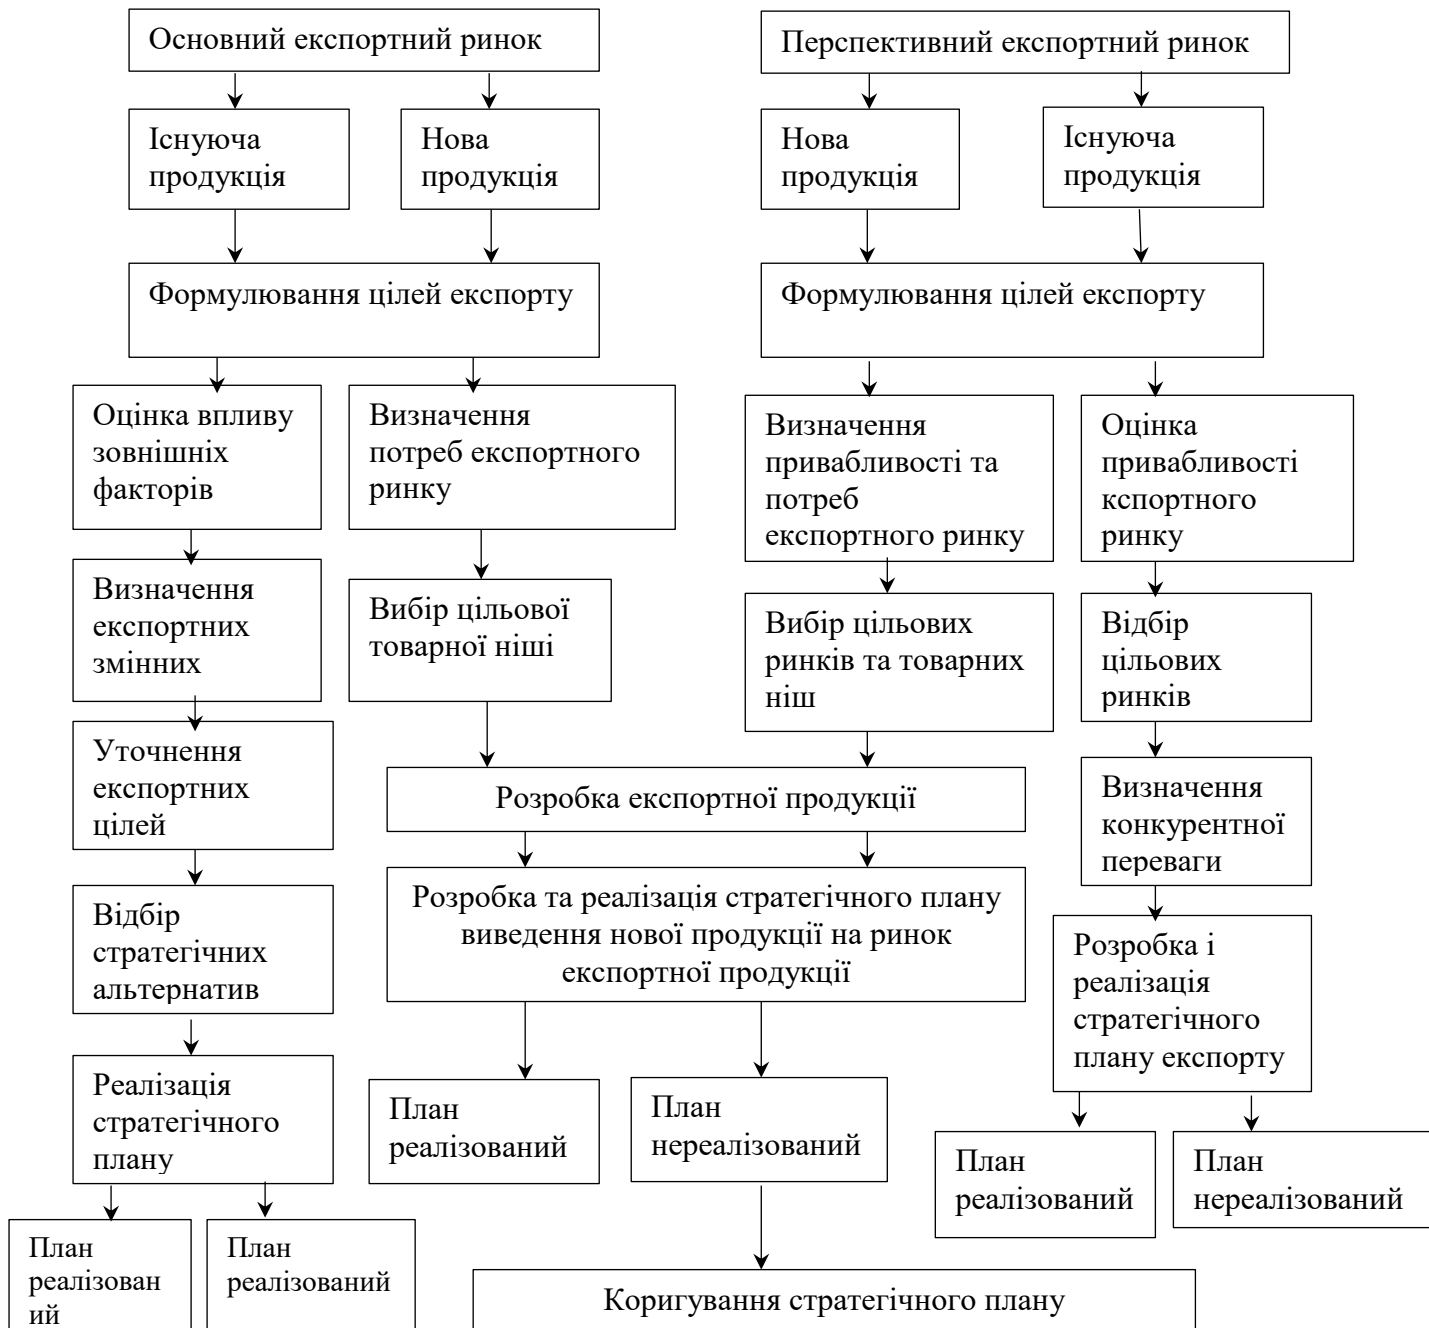 Основний експортний ринок
Перспективний експортний ринок
Існуюча
продукція
Нова
продукція
Нова
продукція
Існуюча
продукція
Формулювання цілей експорту
Формулювання цілей експорту
Оцінка впливу
зовнішніх
факторів
Визначення
потреб експортного
ринку
Визначення
привабливості та
потреб
експортного ринку
Оцінка
привабливості
кспортного
ринку
Визначення
експортних
змінних
Вибір цільової
товарної ніші
Вибір цільових
ринків та товарних
ніш
Відбір
цільових
ринків
Уточнення
експортних
цілей
Розробка експортної продукції
Визначення
конкурентної
переваги
Відбір
стратегічних
альтернатив
Розробка та реалізація стратегічного плану
виведення нової продукції на ринок
експортної продукції
Розробка і
реалізація
стратегічного
плану експорту
Реалізація
стратегічного
плану
План
реалізований
План
нереалізований
План
реалізований
План
нереалізований
План
реалізован
ий
План
реалізований
Коригування стратегічного плану